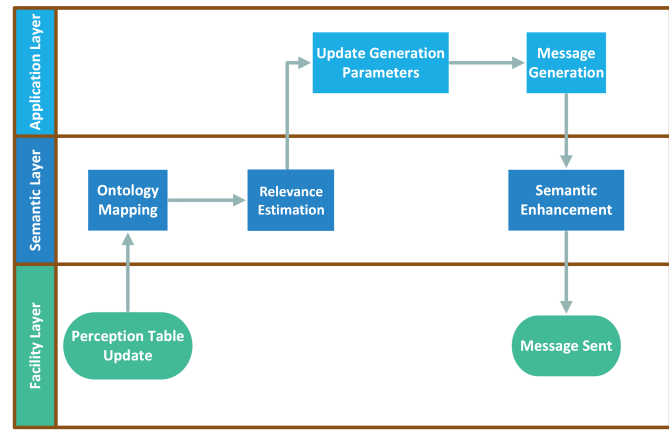 Application Layer
Update Generation
Parameters
Message
Generation
Semantic Layer
Ontology
Mapping
Relevance
Estimation
Semantic
Enhancement
Facility Layer
Perception Table
Update
Message Sent